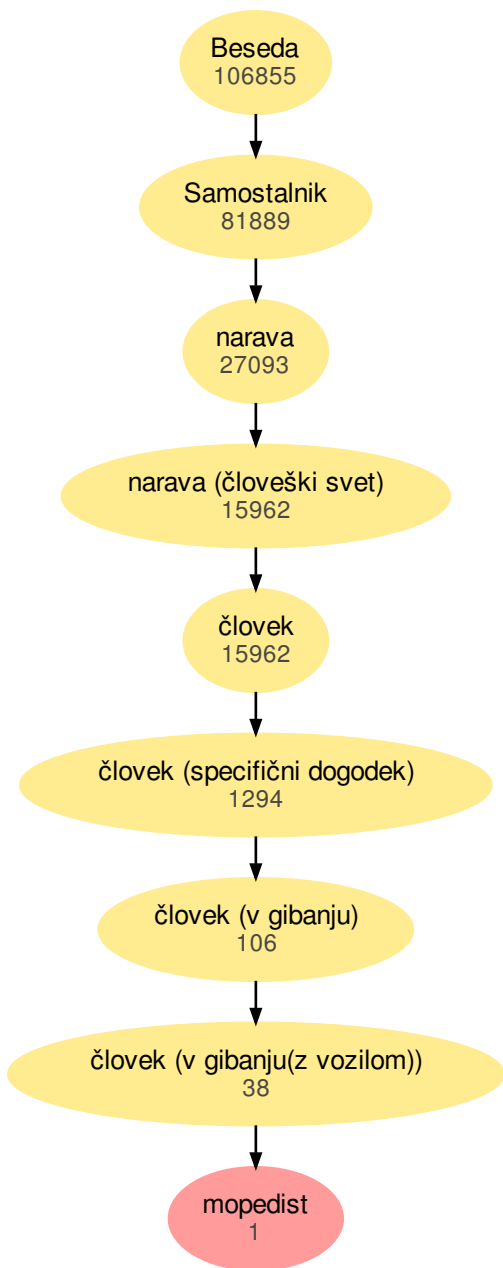 Beseda
106855
Samostalnik
81889
narava
27093
narava (človeški svet)
15962
človek
15962
človek (specifični dogodek)
1294
človek (v gibanju)
106
človek (v gibanju(z vozilom))
38
mopedist
1